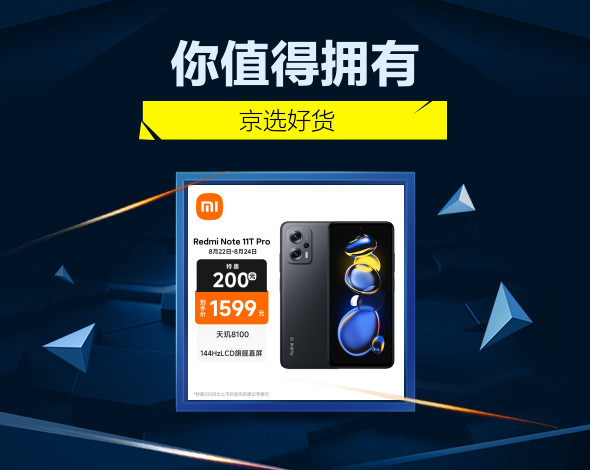 你值得拥有
京选好货
mi
Redmi Note 11T Pro
8月22日-8月24日
特惠
200元
到手价
1599元
天玑8100
144HzLCD旗舰直屏
Redmi